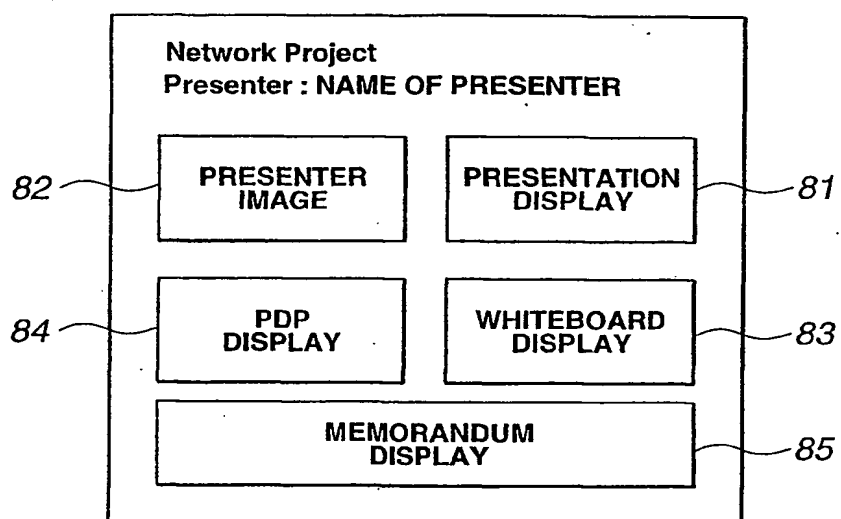 Network Project
Presenter : NAME OF PRESENTER
82
PRESENTER
IMAGE
PRESENTATION
DISPLAY
81
84
PDP
DISPLAY
WHITEBOARD
DISPLAY
83
MEMORANDUM
DISPLAY
85